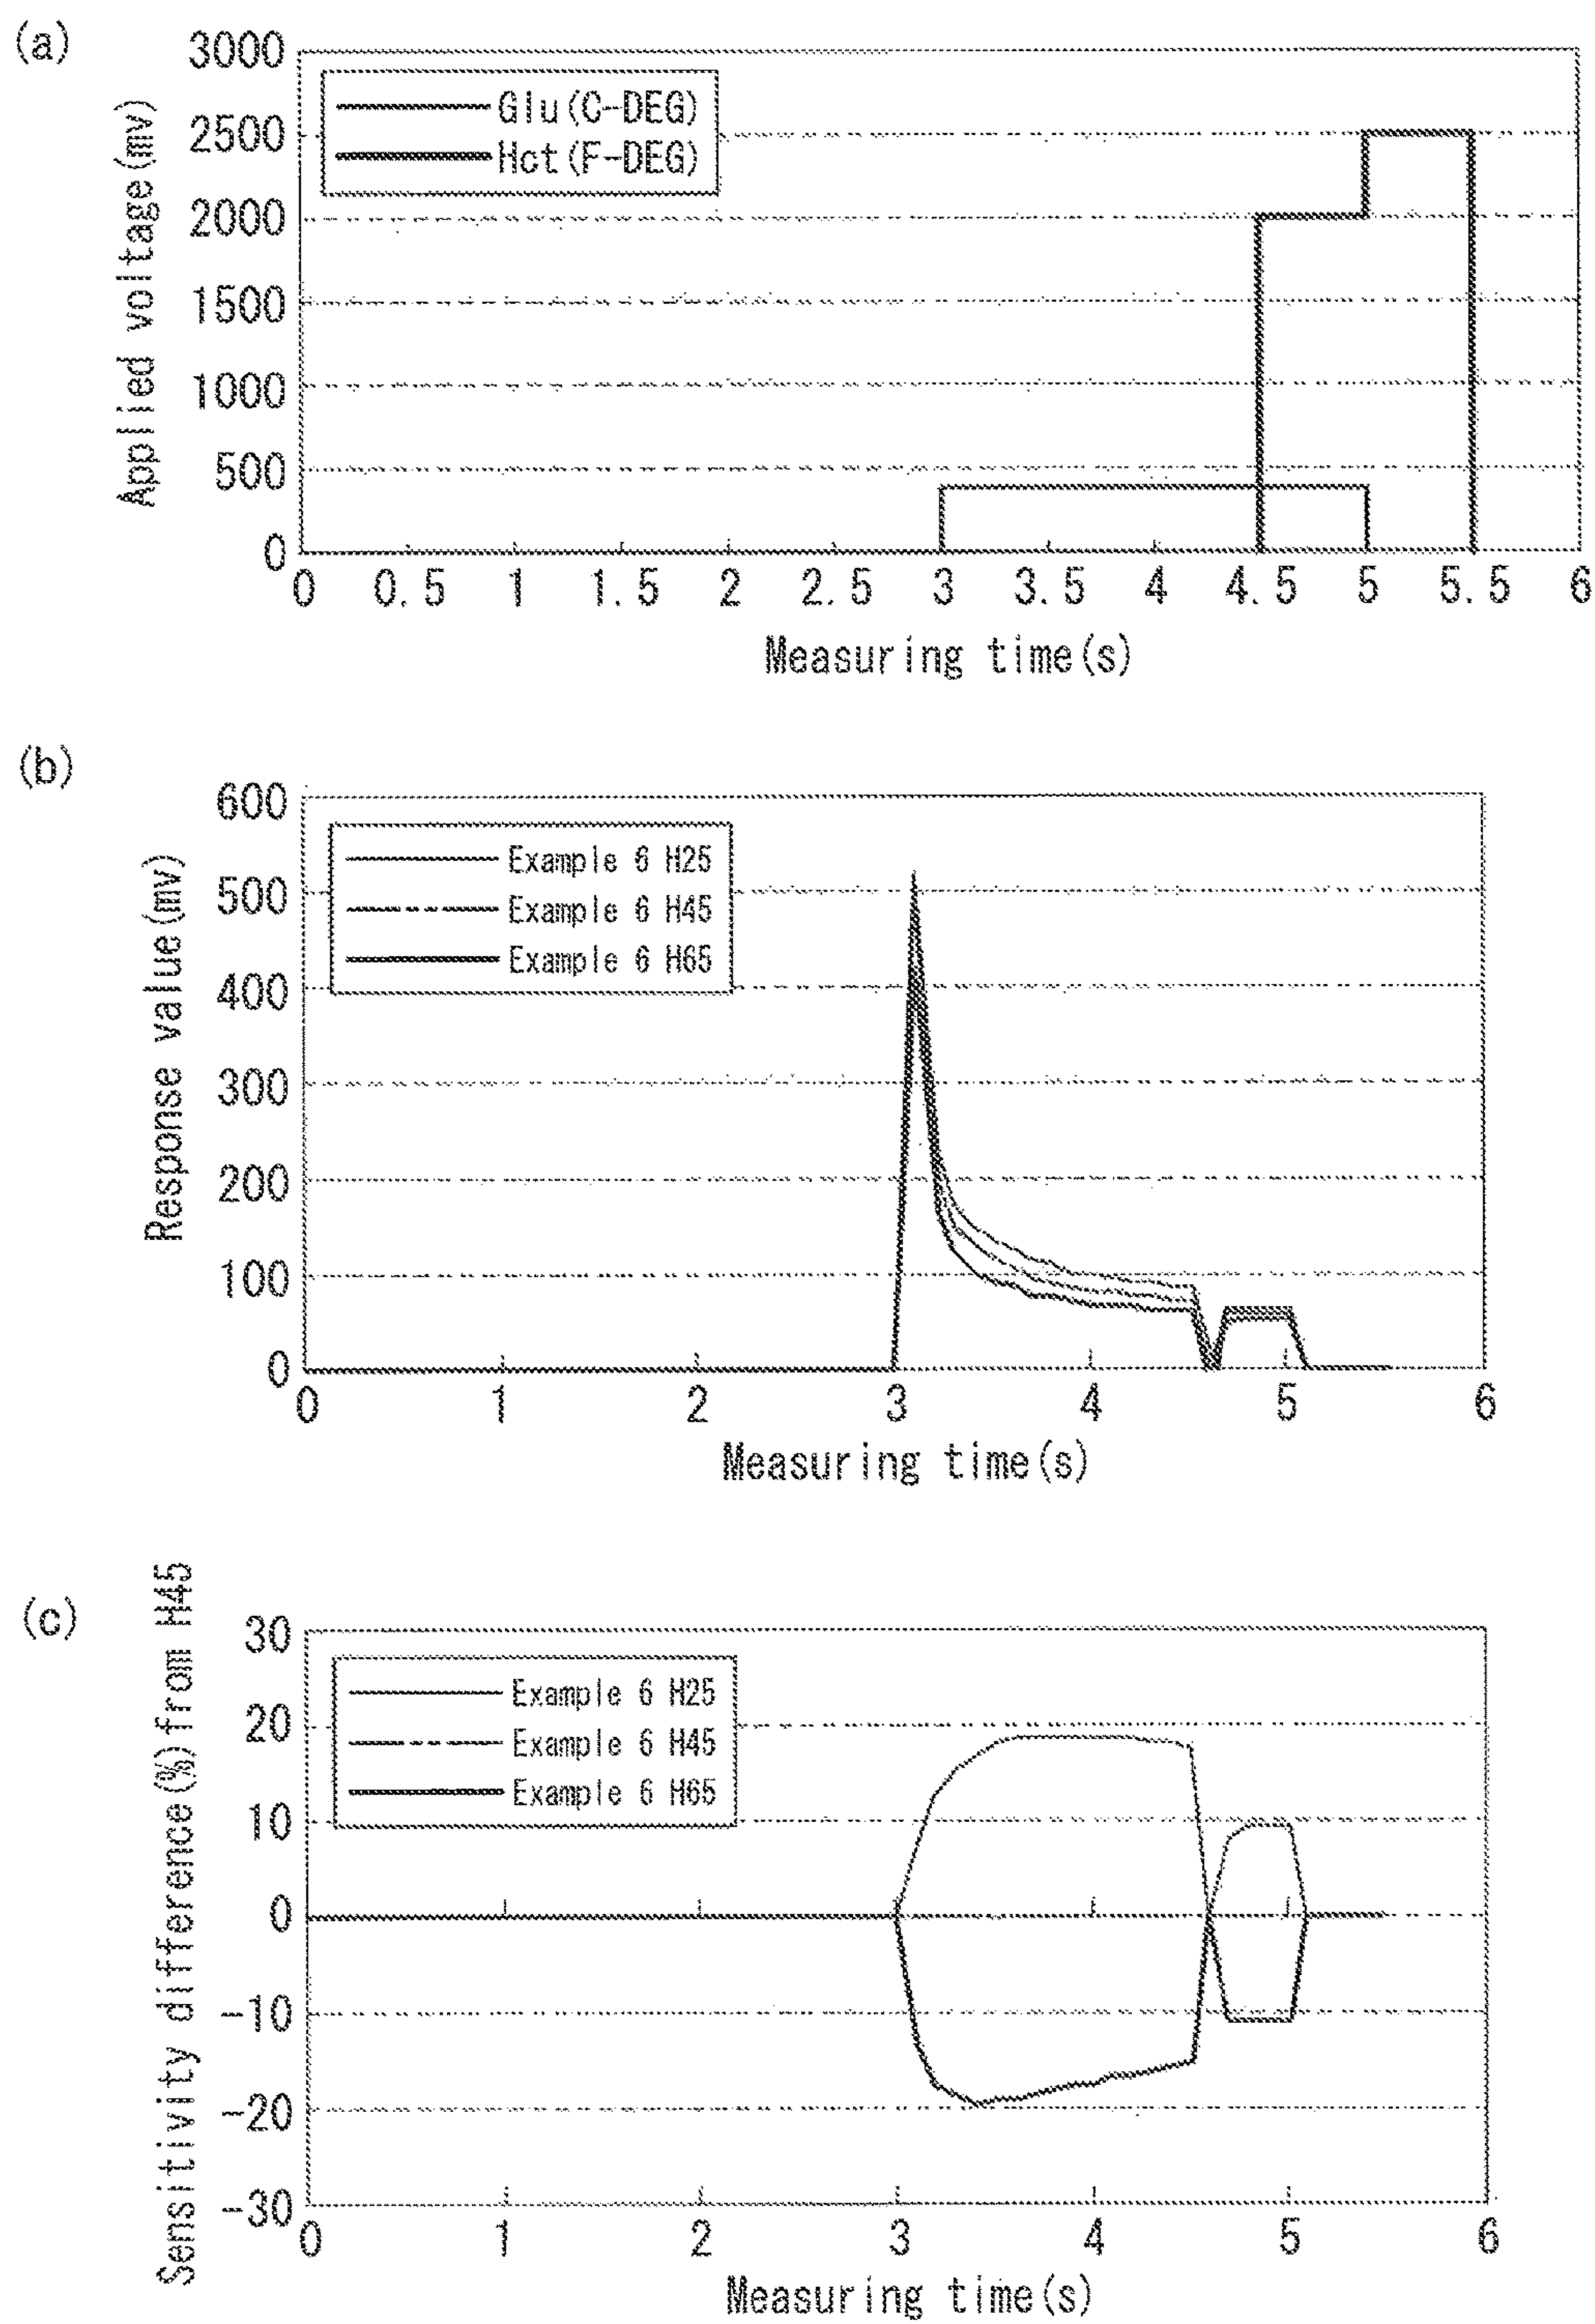 (a)
3000
2500
2000
1500
1000
500
0
Applied voltage(mv)
Glu(C-DEG)
Hct(F-DEG)
0 0.5 1 1.5 2 2.5 3 3.5 4 4.5 5 5.5 6
Measuring time(s)
(b)
600
500
400
300
200
100
0
Response value(mv)
Example 6 H25
Example 6 H45
Example 6 H65
0 1 2 3 4 5 6
Measuring time(s)
(c)
30
20
10
0
-10
-20
-30
Sensitivity difference(%)from H45
Example 6 H25
Example 6 H45
Example 6 H65
0 1 2 3 4 5 6
Measuring time(s)